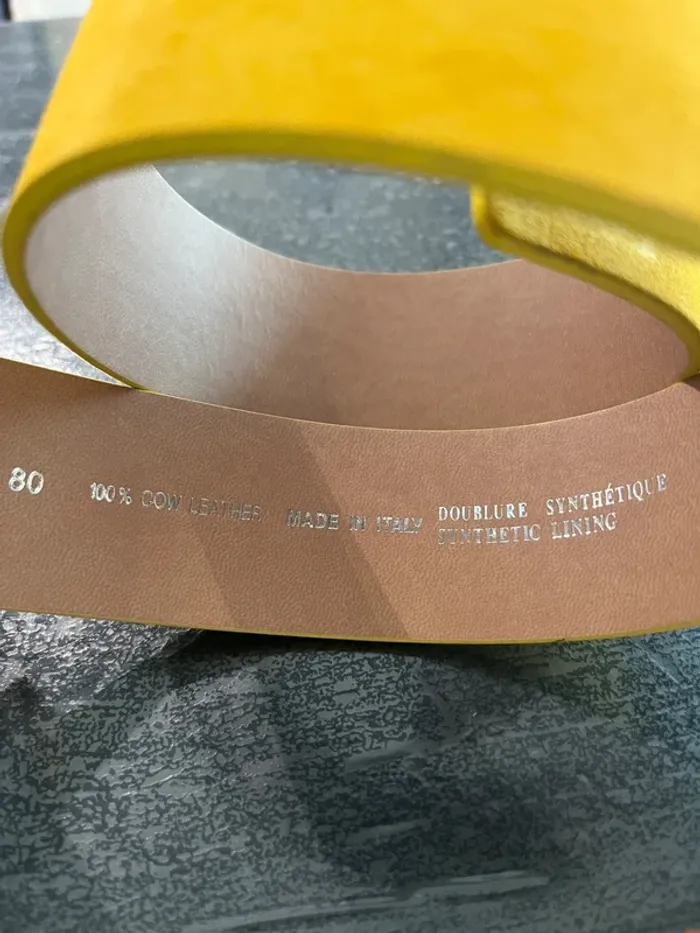 80 100% COW LEATHER MADE IN ITALY DOUBLURE SYNTHÉTIQUE
SYNTHETIC LINING